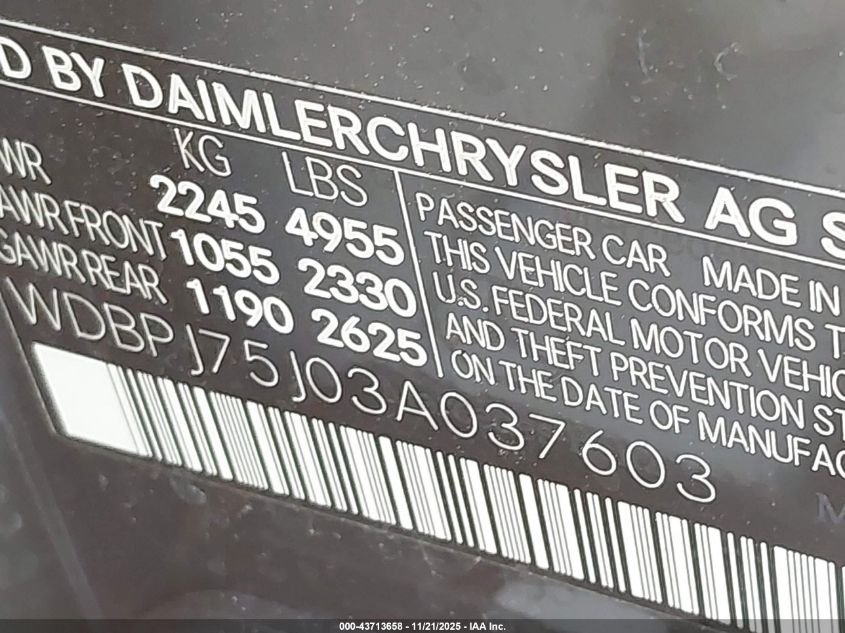 D BY DAIMLERCHRYSLER AG S
KG LBS
WR 2245 4955
AWR FRONT 1055 2330
GAWR REAR 1190 2625
WDBPJ75J03A037603
PASSENGER CAR MADE IN
THIS VEHICLE CONFORMS T
U.S. FEDERAL MOTOR VEHIC
AND THEFT PREVENTION ST
ON THE DATE OF MANUFAC
M
000-43713658 - 11/21/2025 - IAA Inc.